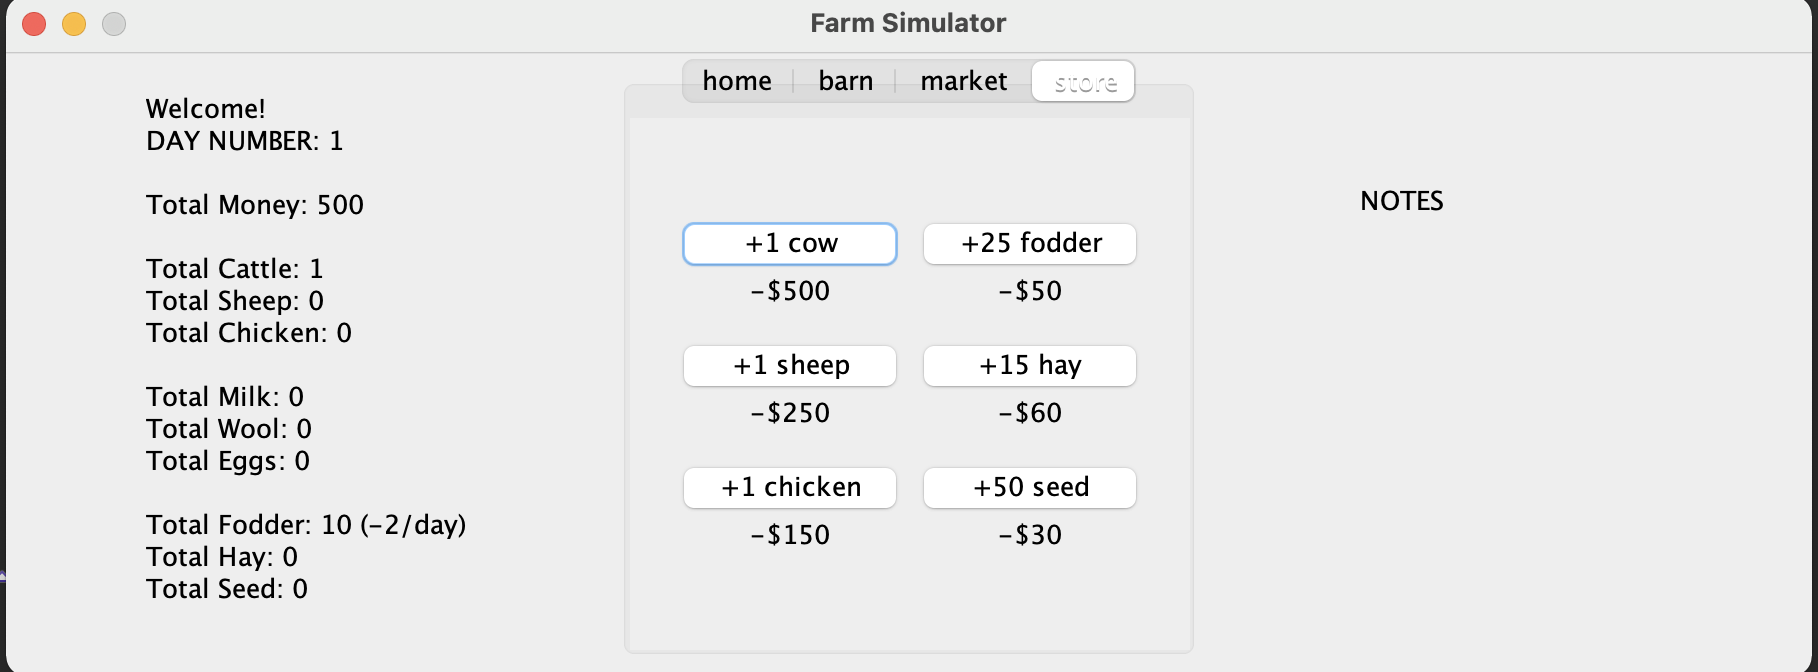 Farm Simulator
home
barn
market
store
Welcome!
DAY NUMBER: 1
Total Money: 500
Total Cattle: 1
Total Sheep: 0
Total Chicken: 0
Total Milk: 0
Total Wool: 0
Total Eggs: 0
Total Fodder: 10 (-2/day)
Total Hay: 0
Total Seed: 0
+1 cow
-$500
+25 fodder
-$50
+1 sheep
-$250
+15 hay
-$60
+1 chicken
-$150
+50 seed
-$30
NOTES